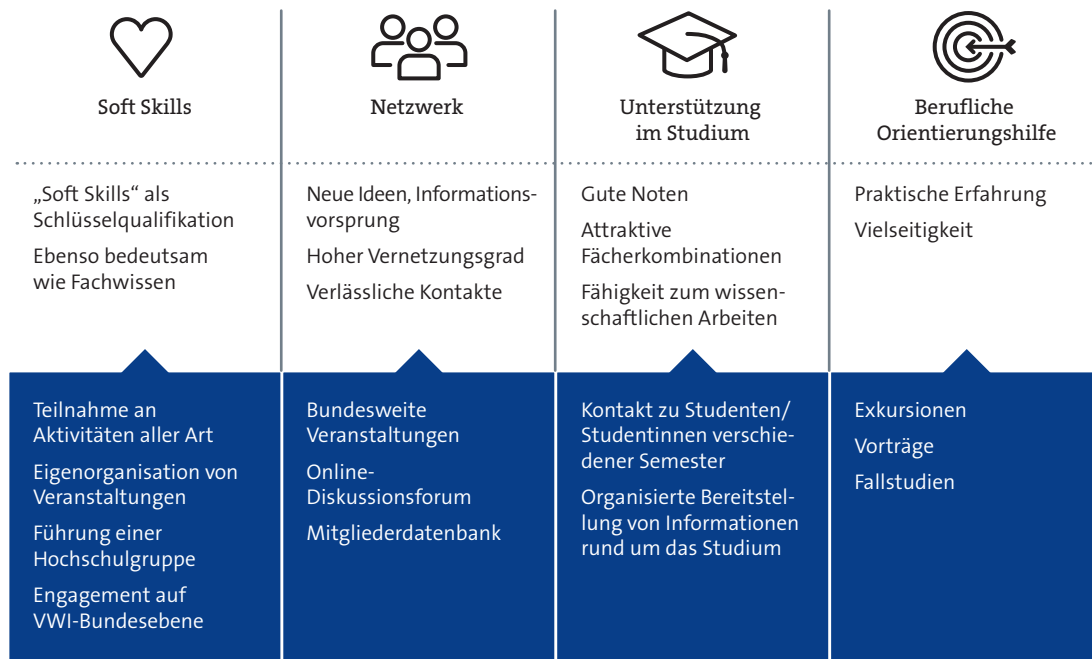 Soft Skills
„Soft Skills“ als
Schlüsselqualifikation
Ebenso bedeutsam
wie Fachwissen
Teilnahme an
Aktivitäten aller Art
Eigenorganisation von
Veranstaltungen
Führung einer
Hochschulgruppe
Engagement auf
VWI-Bundesebene
Netzwerk
Neue Ideen, Informations-
vorsprung
Hoher Vernetzungsgrad
Verlässliche Kontakte
Bundesweite
Veranstaltungen
Online-
Diskussionsforum
Mitgliederdatenbank
Unterstützung
im Studium
Gute Noten
Attraktive
Fächerkombinationen
Fähigkeit zum wissen-
schaftlichen Arbeiten
Kontakt zu Studenten/
Studentinnen verschie-
dener Semester
Organisierte Bereitstel-
lung von Informationen
rund um das Studium
Berufliche
Orientierungshilfe
Praktische Erfahrung
Vielseitigkeit
Exkursionen
Vorträge
Fallstudien